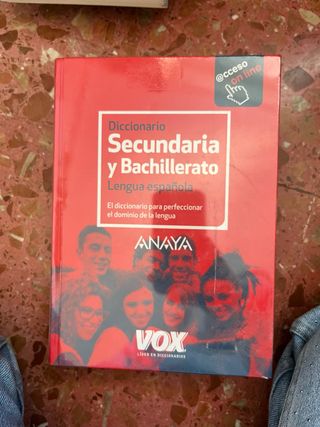 @cceso
on line
Diccionario
Secundaria
y Bachillerato
Lengua española
El diccionario para perfeccionar
el dominio de la lengua
ANAYA
VOX
LÍDER EN DICCIONARIOS